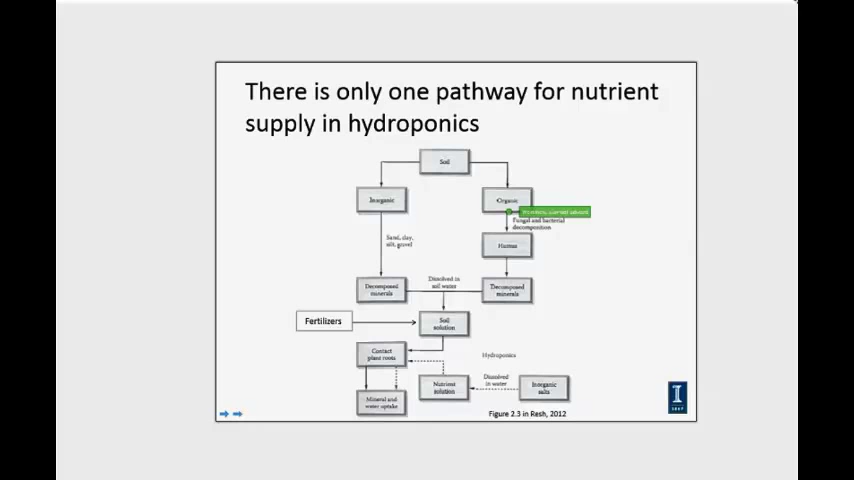 There is only one pathway for nutrient
supply in hydroponics
Soil
Inorganic
Organic
Fungal and bacterial
decomposition
Sand, clay,
silt, gravel
Humus
Decomposed
minerals
Dissolved in
soil water
Decomposed
minerals
Fertilizers
Soil
solution
Contact
plant roots
Hydroponics
Nutrient
solution
Dissolved
in water
Inorganic
salts
Mineral and
water uptake
Figure 2.3 in Resh, 2012
I